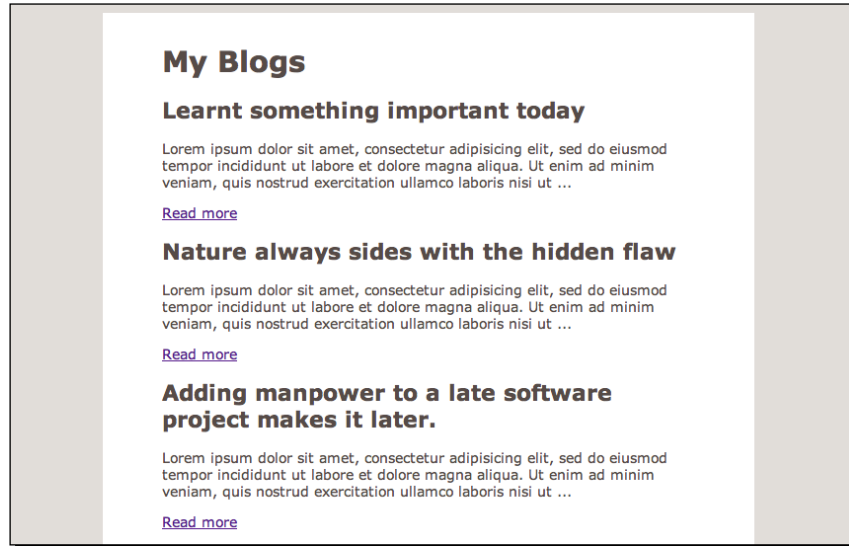 My Blogs
Learnt something important today
Lorem ipsum dolor sit amet, consectetur adipisicing elit, sed do eiusmod
tempor incididunt ut labore et dolore magna aliqua. Ut enim ad minim
veniam, quis nostrud exercitation ullamco laboris nisi ut ...
Read more
Nature always sides with the hidden flaw
Lorem ipsum dolor sit amet, consectetur adipisicing elit, sed do eiusmod
tempor incididunt ut labore et dolore magna aliqua. Ut enim ad minim
veniam, quis nostrud exercitation ullamco laboris nisi ut ...
Read more
Adding manpower to a late software
project makes it later.
Lorem ipsum dolor sit amet, consectetur adipisicing elit, sed do eiusmod
tempor incididunt ut labore et dolore magna aliqua. Ut enim ad minim
veniam, quis nostrud exercitation ullamco laboris nisi ut ...
Read more